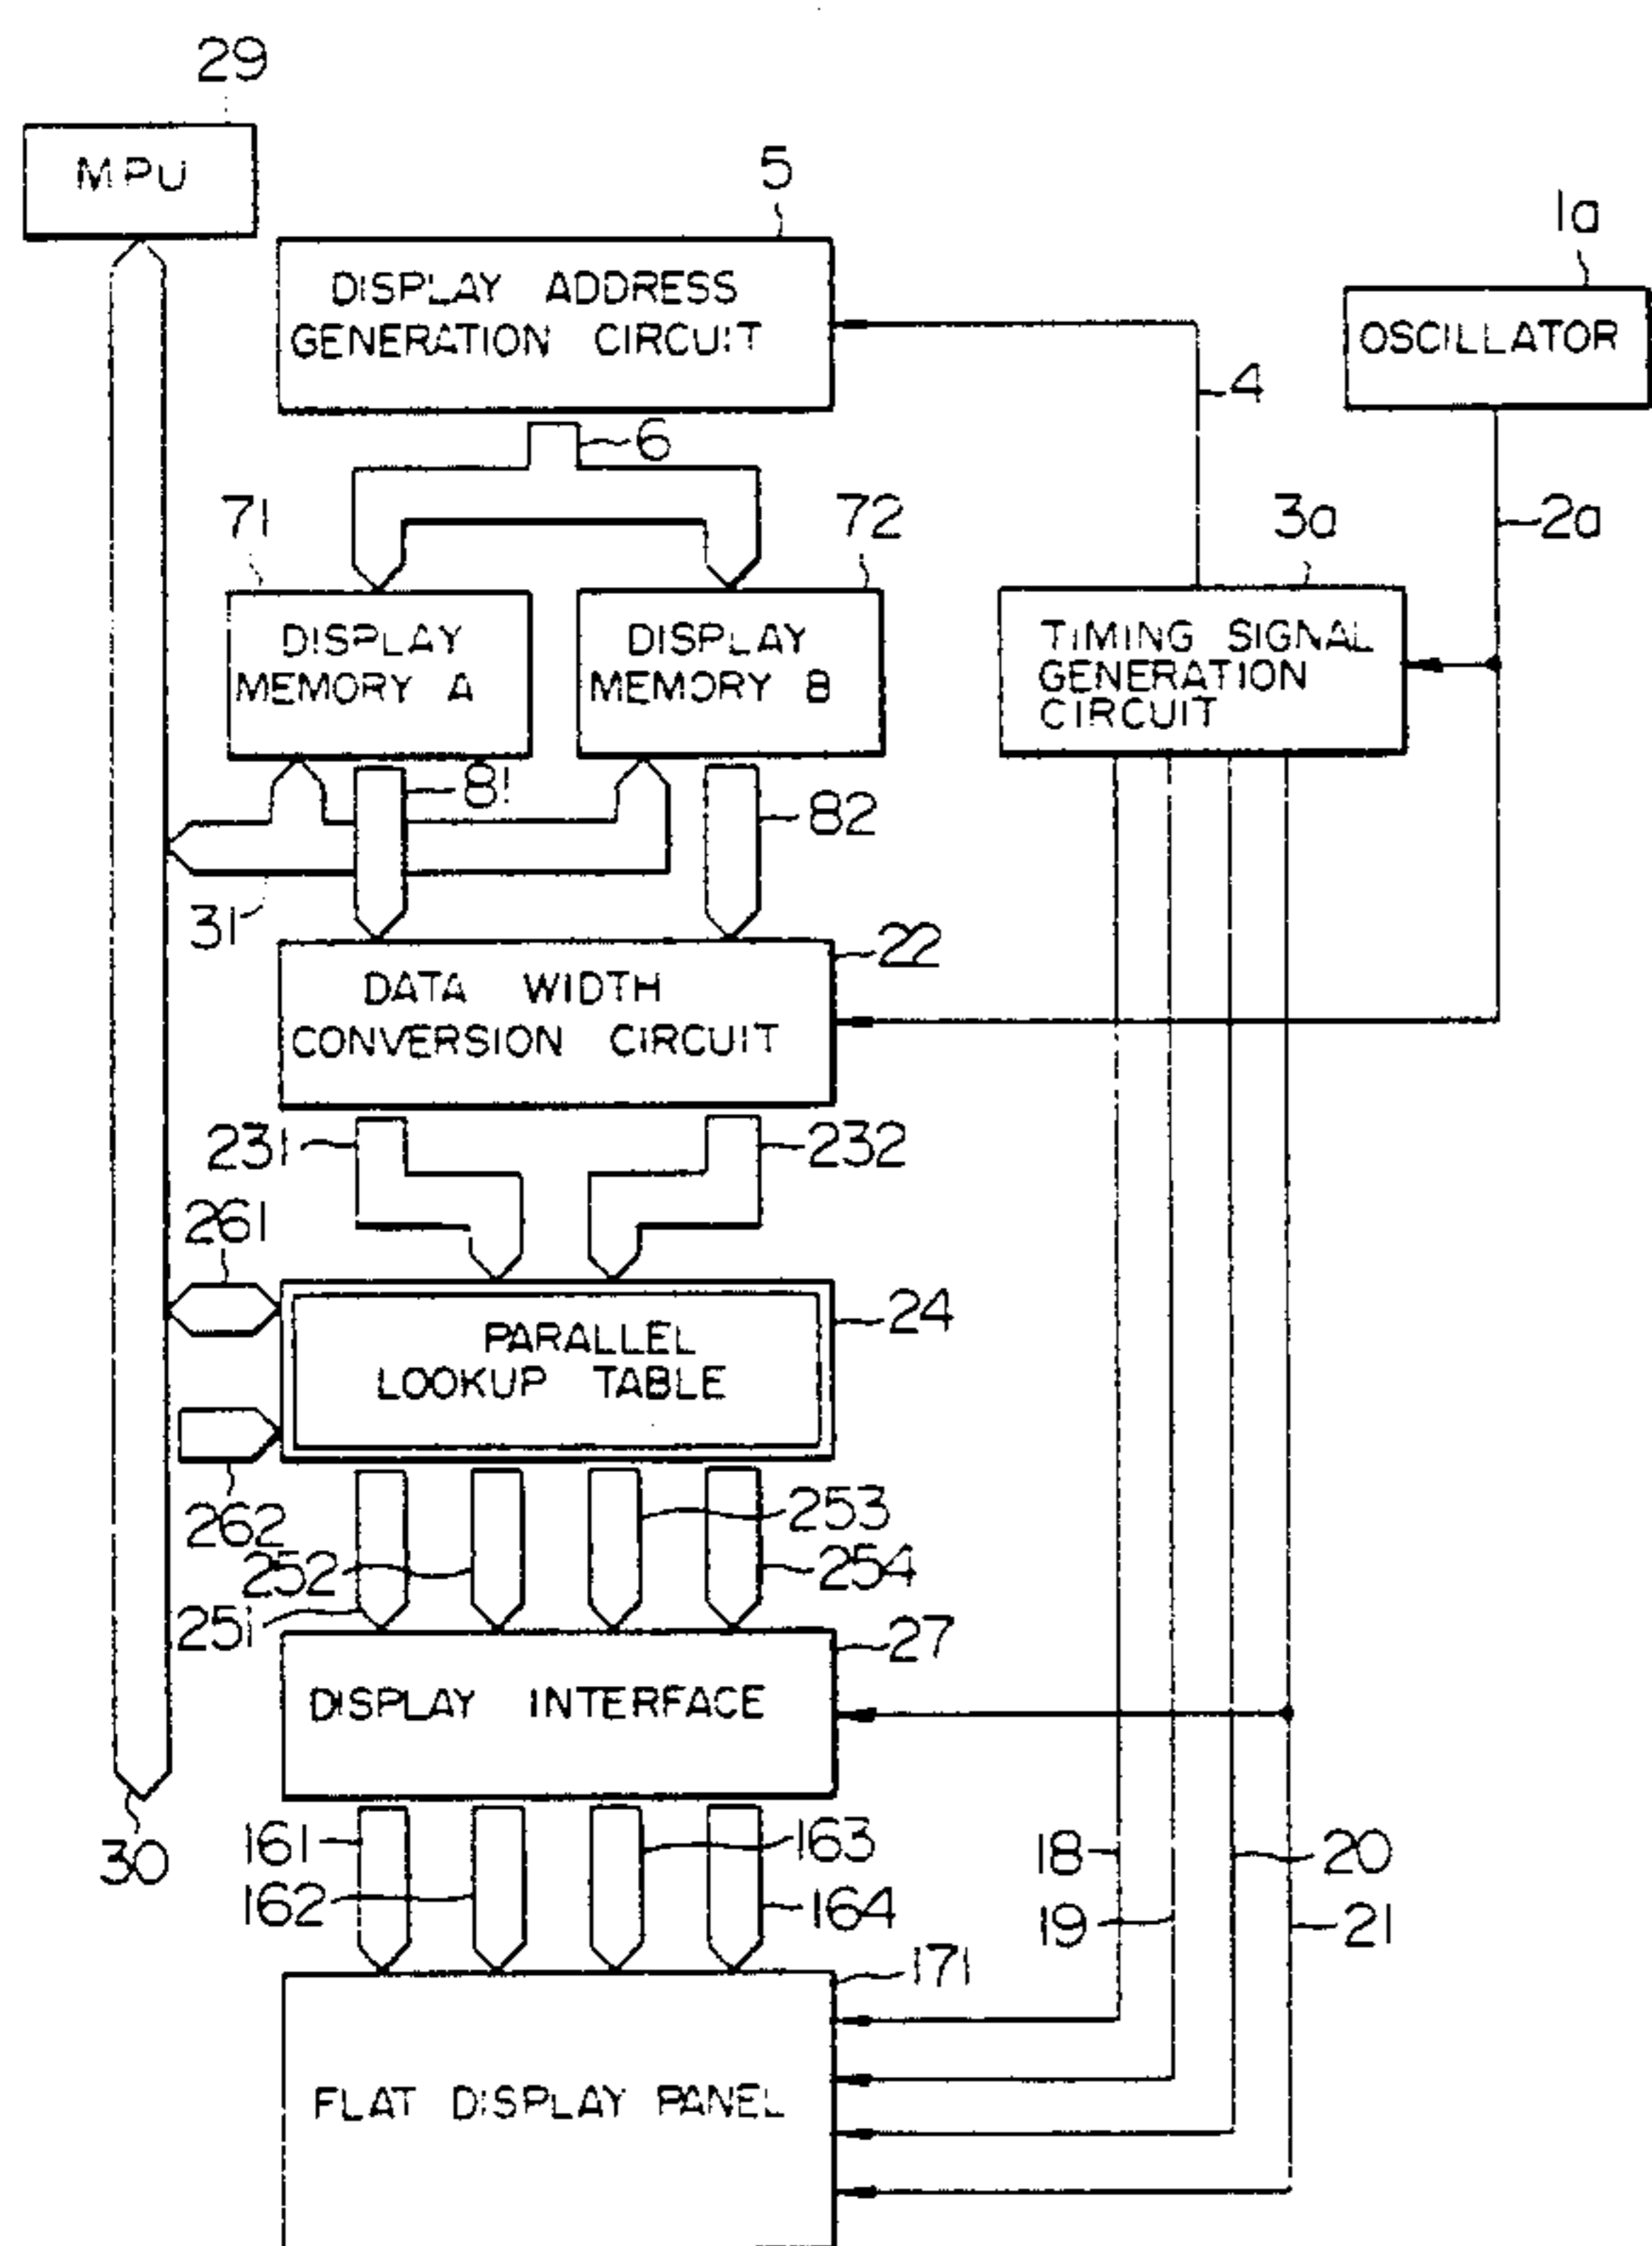 29
MPU
5
1a
DISPLAY ADDRESS
GENERATION CIRCUIT
OSCILLATOR
4
6
71
72
3a
2a
DISPLAY
MEMORY A
DISPLAY
MEMORY B
TIMING SIGNAL
GENERATION
CIRCUIT
81
82
31
22
DATA WIDTH
CONVERSION CIRCUIT
231
232
261
24
PARALLEL
LOOKUP TABLE
262
253
252
254
251
27
DISPLAY INTERFACE
30
161
163
18
20
162
164
19
21
171
FLAT DISPLAY PANEL